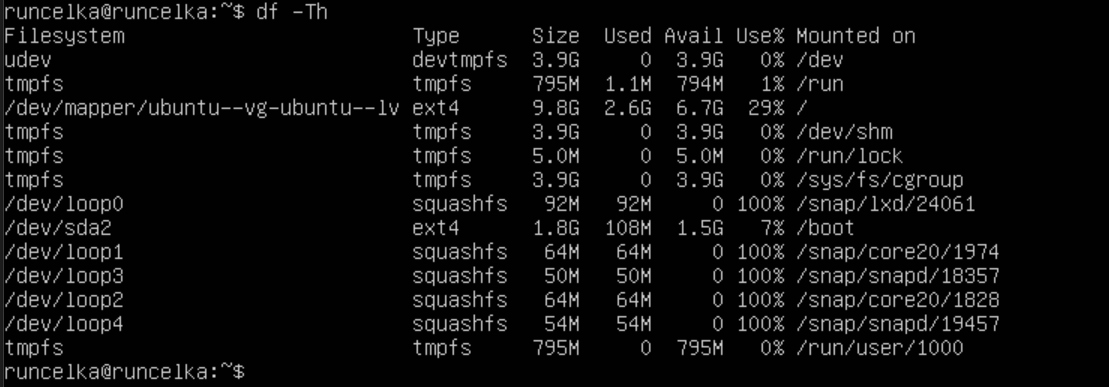 runcelka@runcelka:~$ df -Th
Filesystem                        Type      Size  Used Avail Use% Mounted on
udev                              devtmpfs  3.9G     0  3.9G   0% /dev
tmpfs                             tmpfs     795M  1.1M  794M   1% /run
/dev/mapper/ubuntu--vg-ubuntu--lv ext4      9.8G  2.6G  6.7G  29% /
tmpfs                             tmpfs     3.9G     0  3.9G   0% /dev/shm
tmpfs                             tmpfs     5.0M     0  5.0M   0% /run/lock
tmpfs                             tmpfs     3.9G     0  3.9G   0% /sys/fs/cgroup
/dev/loop0                        squashfs   92M   92M     0 100% /snap/lxd/24061
/dev/sda2                         ext4      1.8G  108M  1.5G   7% /boot
/dev/loop1                        squashfs   64M   64M     0 100% /snap/core20/1974
/dev/loop3                        squashfs   50M   50M     0 100% /snap/snapd/18357
/dev/loop2                        squashfs   64M   64M     0 100% /snap/core20/1828
/dev/loop4                        squashfs   54M   54M     0 100% /snap/snapd/19457
tmpfs                             tmpfs     795M     0  795M   0% /run/user/1000
runcelka@runcelka:~$